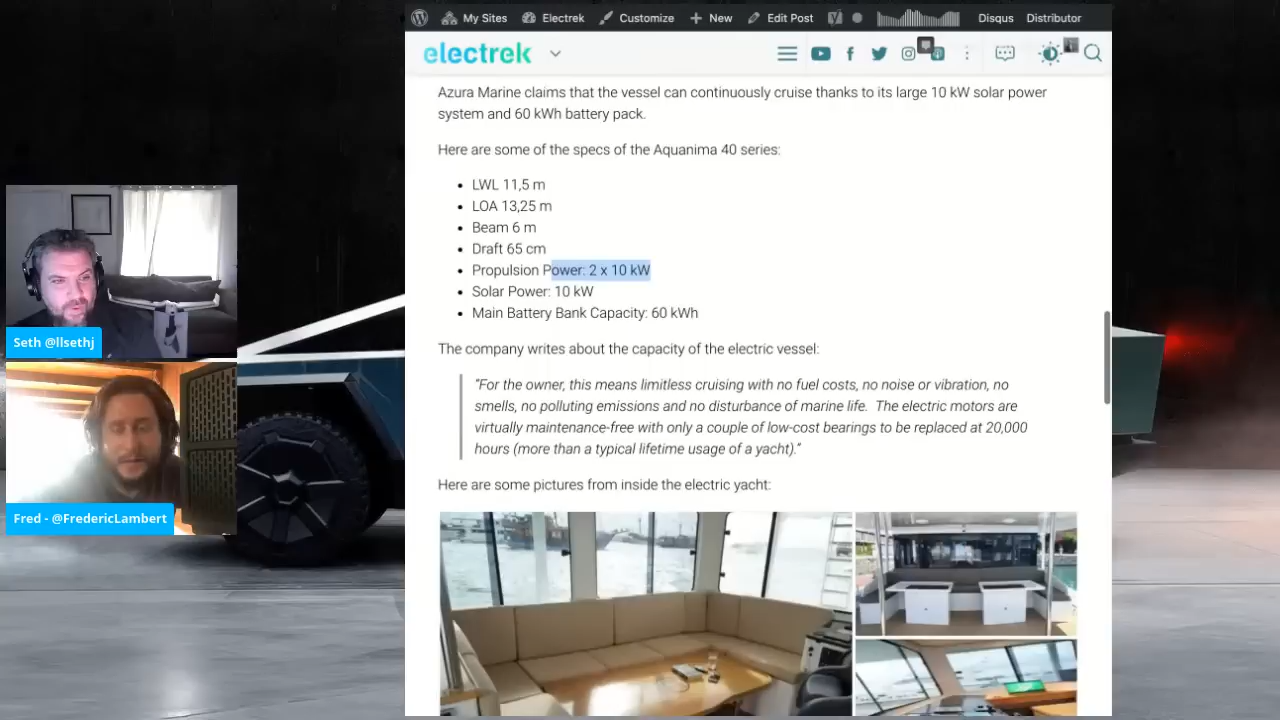 My Sites Electrek Customize New Edit Post Disqus Distributor
electrek
Azura Marine claims that the vessel can continuously cruise thanks to its large 10 kW solar power
system and 60 kWh battery pack.
Here are some of the specs of the Aquanima 40 series:
LWL 11,5 m
LOA 13,25 m
Beam 6 m
Draft 65 cm
Propulsion Power: 2 x 10 kW
Solar Power: 10 kW
Main Battery Bank Capacity: 60 kWh
The company writes about the capacity of the electric vessel:
“For the owner, this means limitless cruising with no fuel costs, no noise or vibration, no
smells, no polluting emissions and no disturbance of marine life. The electric motors are
virtually maintenance-free with only a couple of low-cost bearings to be replaced at 20,000
hours (more than a typical lifetime usage of a yacht).”
Here are some pictures from inside the electric yacht:
Seth @llsethj
Fred - @FredericLambert